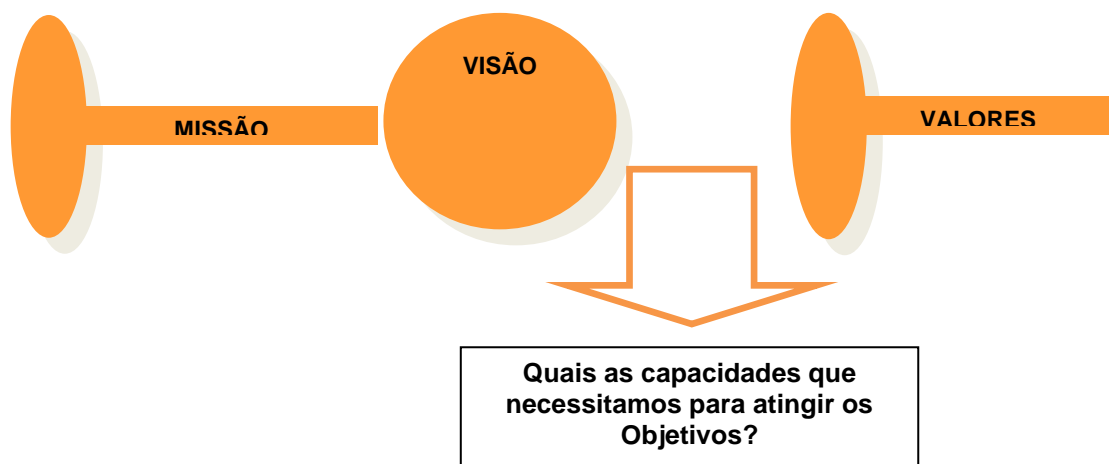 MISSÃO
VISÃO
VALORES
Quais as capacidades que
necessitamos para atingir os
Objetivos?